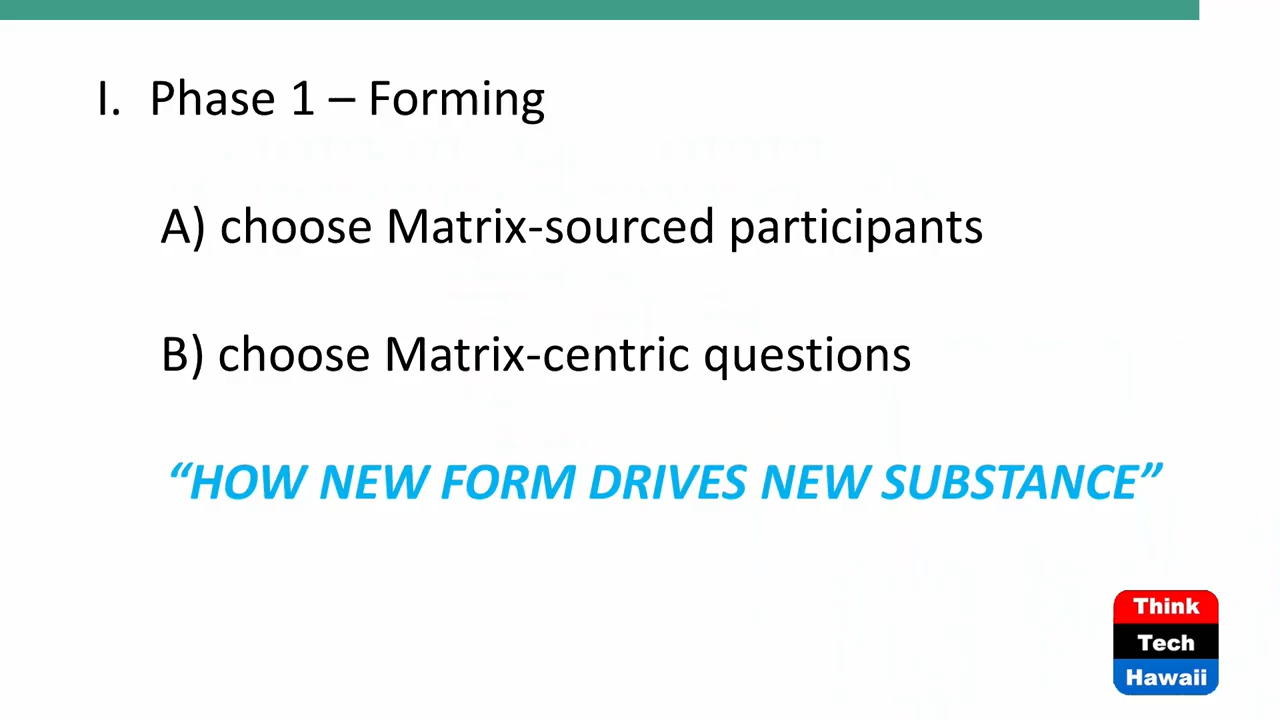 I. Phase 1 – Forming
A) choose Matrix-sourced participants
B) choose Matrix-centric questions
“HOW NEW FORM DRIVES NEW SUBSTANCE”
Think
Tech
Hawaii